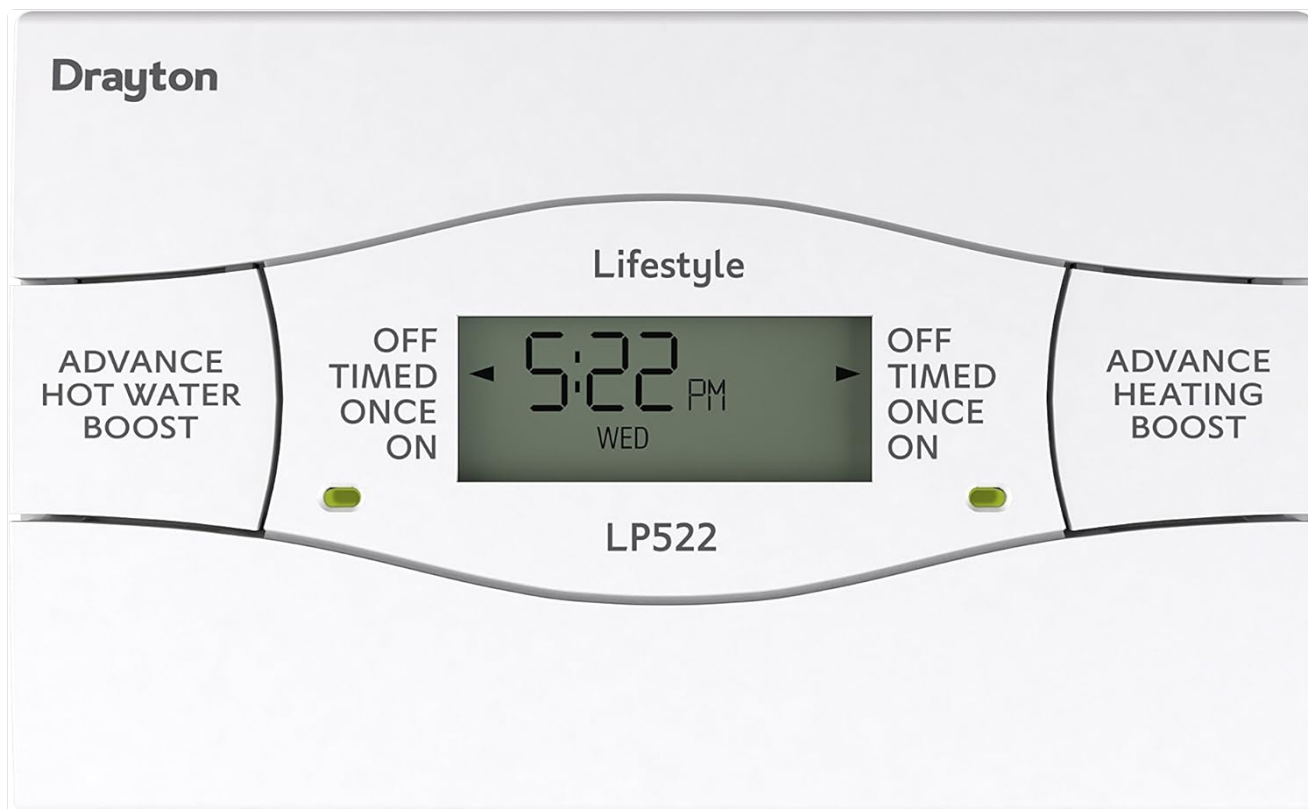 Drayton
Lifestyle
ADVANCE
HOT WATER
BOOST
OFF
TIMED
ONCE
ON
5:22 PM
WED
OFF
TIMED
ONCE
ON
ADVANCE
HEATING
BOOST
LP522